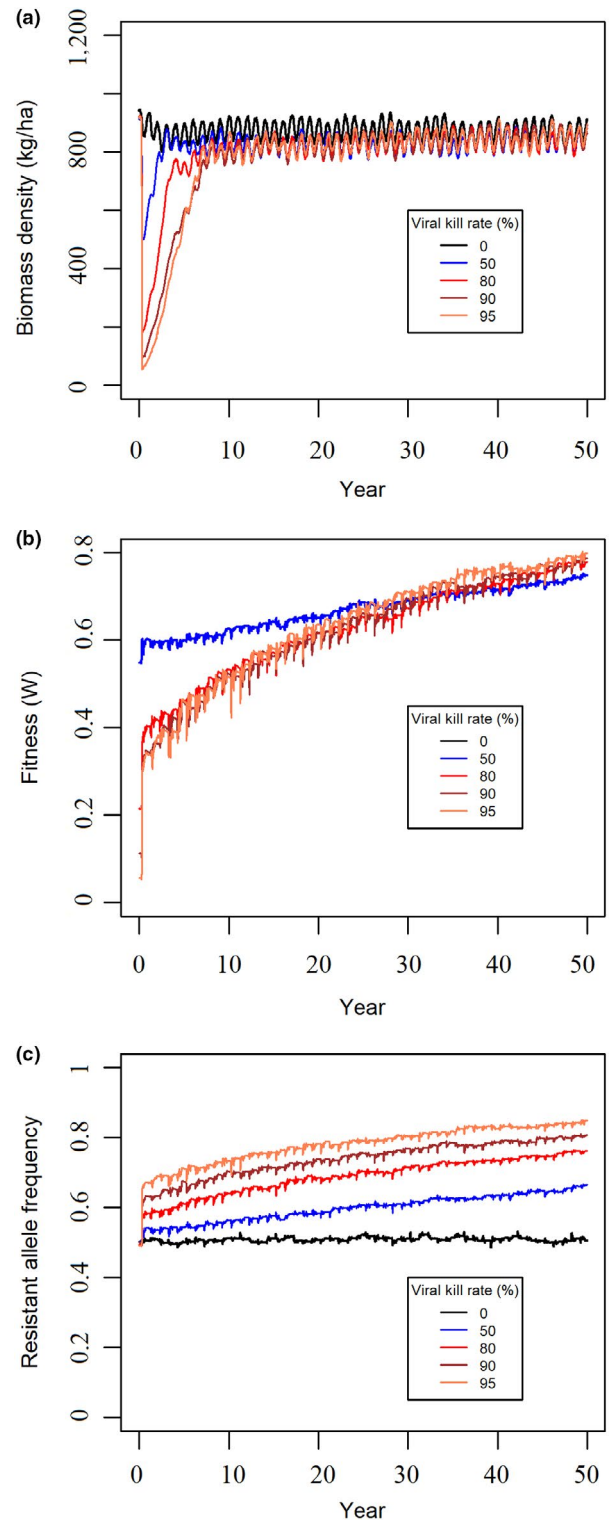 (a)
1,200
800
400
0
Biomass density (kg/ha)
Viral kill rate (%)
0
50
80
90
95
0 10 20 30 40 50
Year
(b)
0.8
0.6
0.4
0.2
0
Fitness (W)
Viral kill rate (%)
0
50
80
90
95
0 10 20 30 40 50
Year
(c)
1
0.8
0.6
0.4
0.2
0
Resistant allele frequency
Viral kill rate (%)
0
50
80
90
95
0 10 20 30 40 50
Year